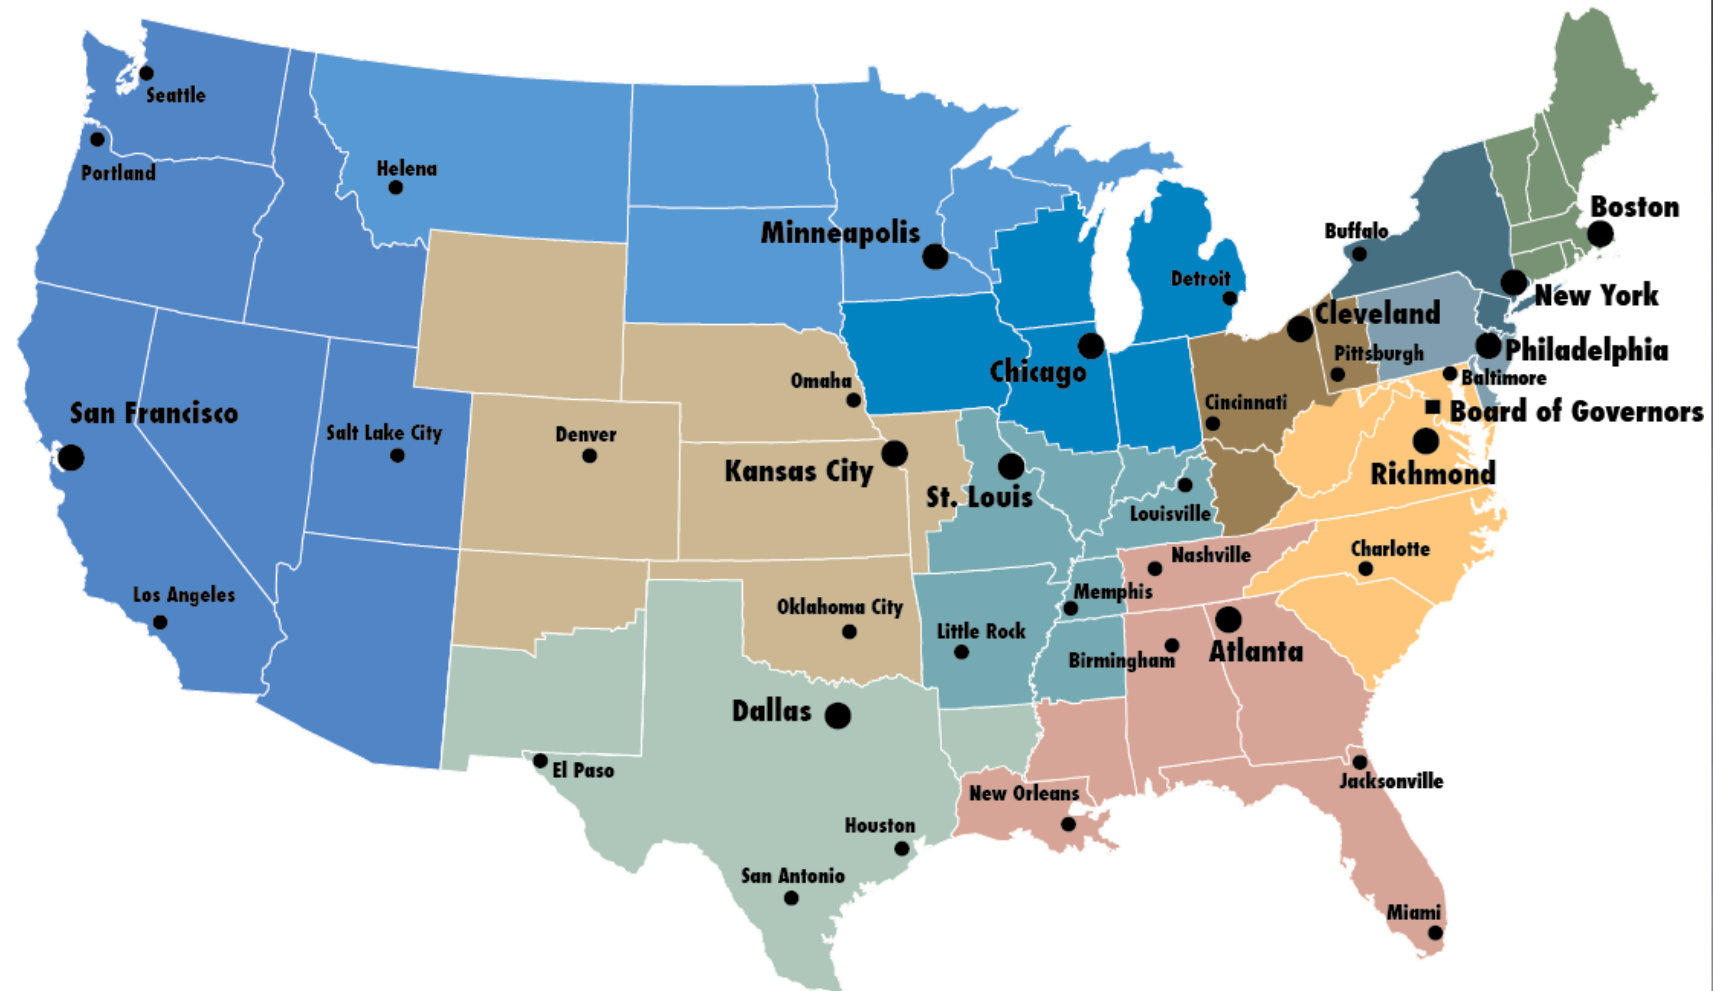 Seattle
Portland
Helena
Minneapolis
Detroit
Buffalo
Boston
New York
Cleveland
Philadelphia
Pittsburgh
Baltimore
Chicago
Omaha
Cincinnati
Board of Governors
San Francisco
Salt Lake City
Denver
Kansas City
St. Louis
Louisville
Richmond
Nashville
Charlotte
Los Angeles
Memphis
Oklahoma City
Little Rock
Birmingham
Atlanta
Dallas
El Paso
New Orleans
Jacksonville
Houston
San Antonio
Miami